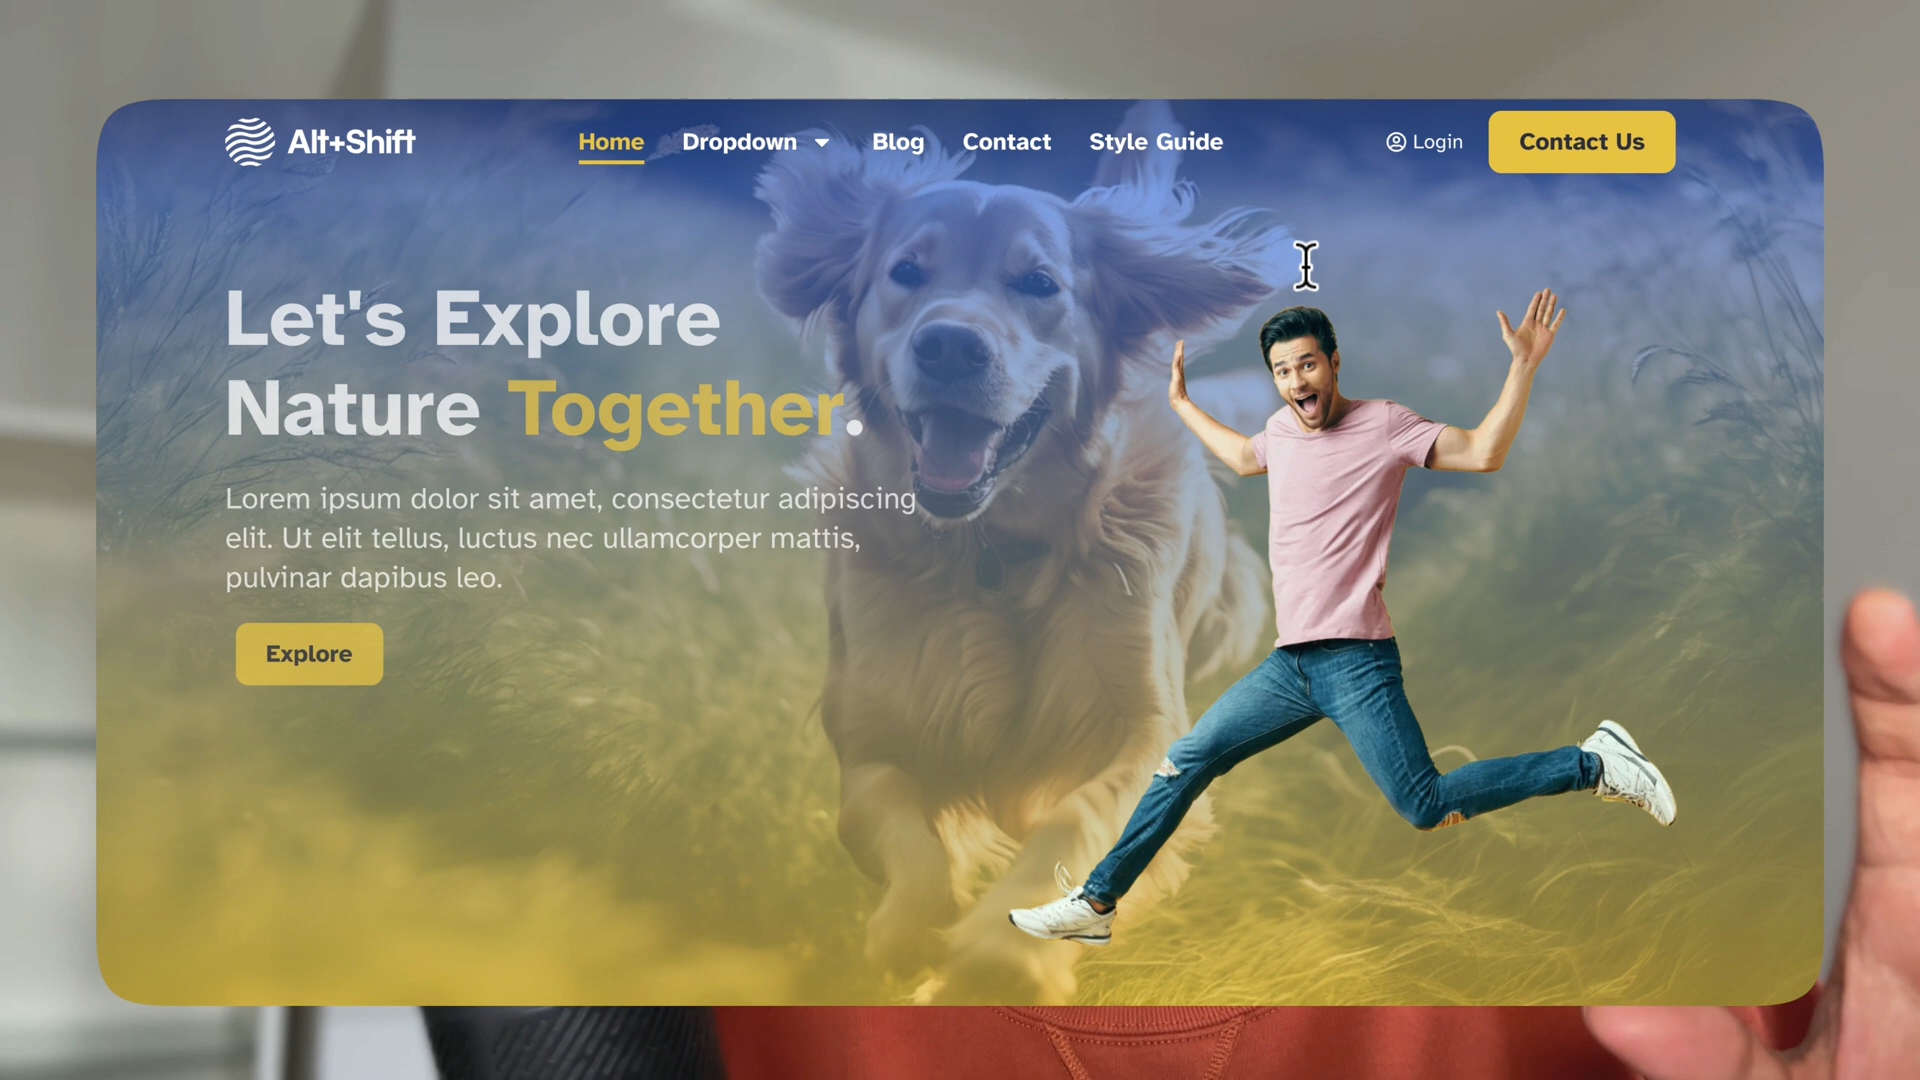 Alt+Shift
Home
Dropdown
Blog
Contact
Style Guide
Login
Contact Us
Let's Explore
Nature Together.
Lorem ipsum dolor sit amet, consectetur adipiscing
elit. Ut elit tellus, luctus nec ullamcorper mattis,
pulvinar dapibus leo.
Explore